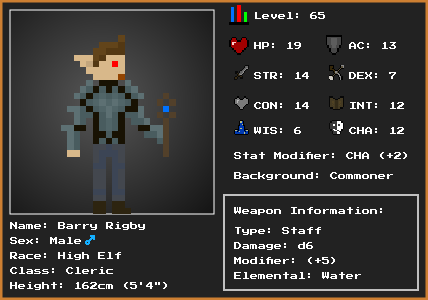 Level: 65
HP: 19
AC: 13
STR: 14
DEX: 7
CON: 14
INT: 12
WIS: 6
CHA: 12
Stat Modifier: CHA (+2)
Background: Commoner
Name: Barry Rigby
Sex: Male♂
Race: High Elf
Class: Cleric
Height: 162cm (5'4")
Weapon Information:
Type: Staff
Damage: d6
Modifier: (+5)
Elemental: Water